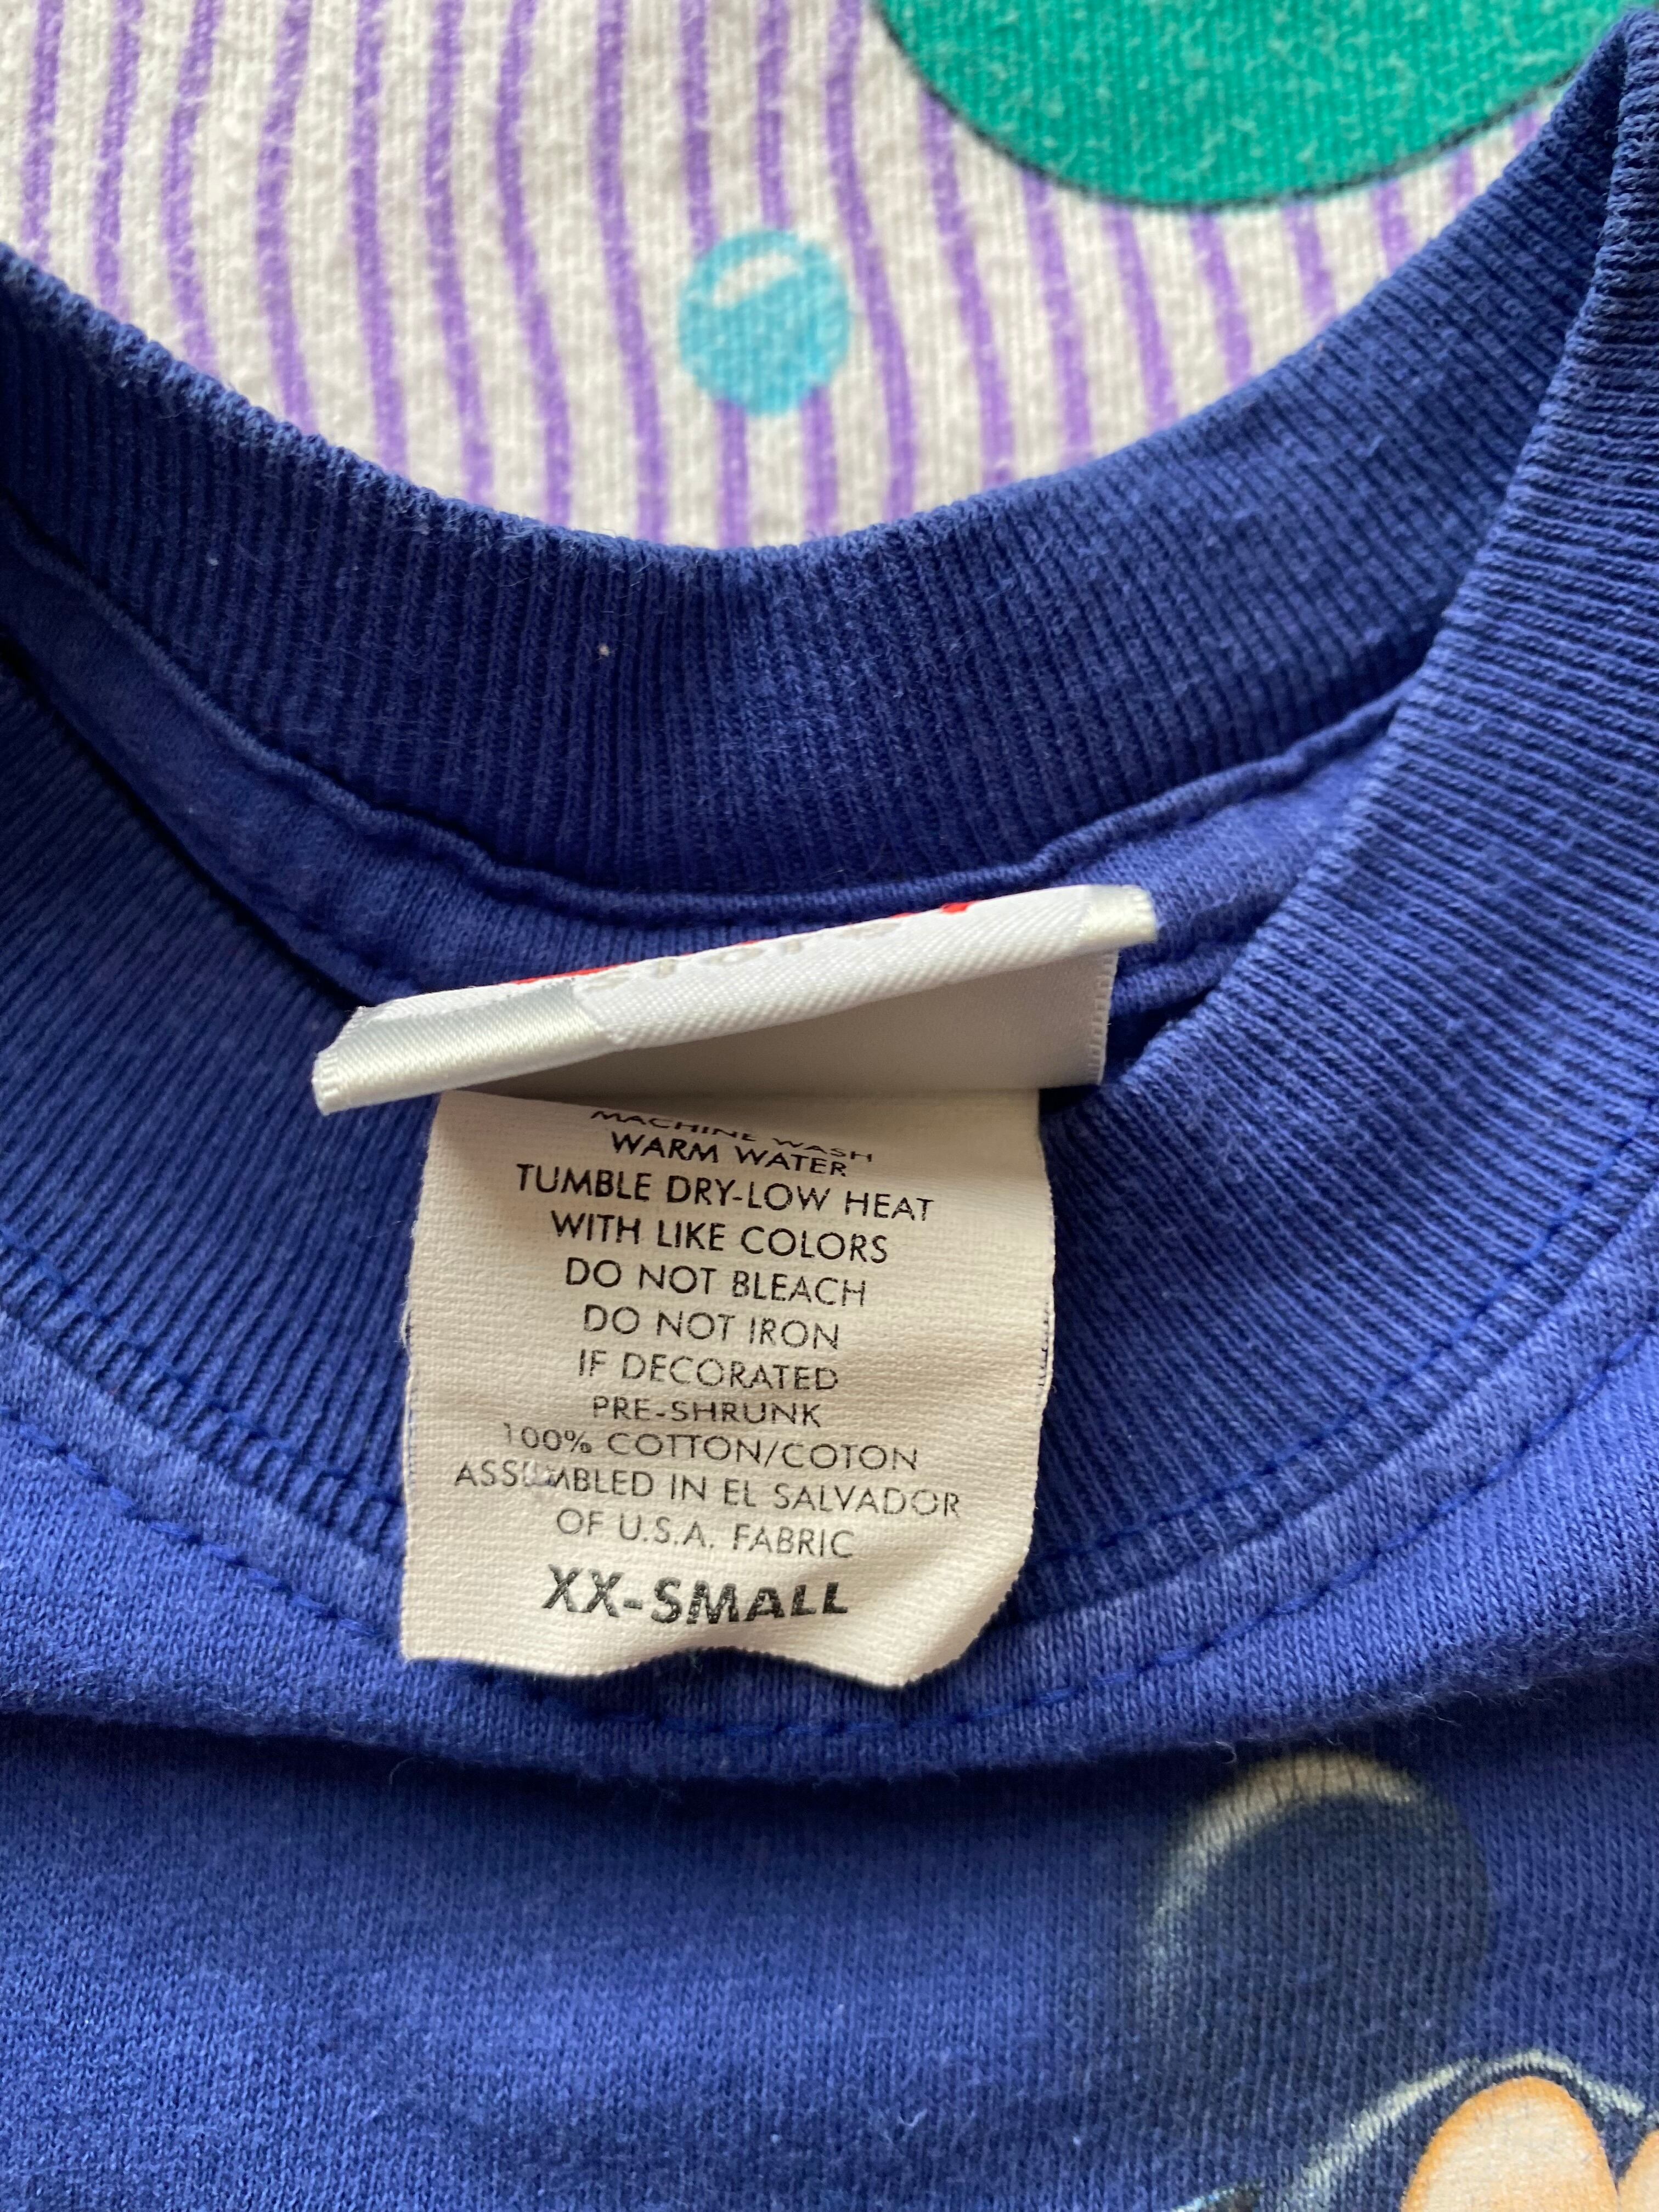 MACHINE WASH
WARM WATER
TUMBLE DRY-LOW HEAT
WITH LIKE COLORS
DO NOT BLEACH
DO NOT IRON
IF DECORATED
PRE-SHRUNK
100% COTTON/COTON
ASSEMBLED IN EL SALVADOR
OF U.S.A. FABRIC
XX-SMALL